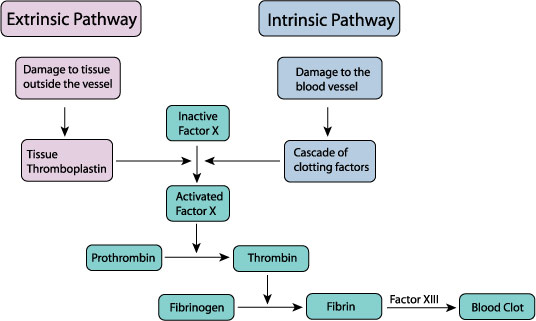 Extrinsic Pathway
Intrinsic Pathway
Damage to tissue
outside the vessel
Damage to the
blood vessel
Inactive
Factor X
Tissue
Thromboplastin
Cascade of
clotting factors
Activated
Factor X
Prothrombin
Thrombin
Fibrinogen
Fibrin
Factor XIII
Blood Clot